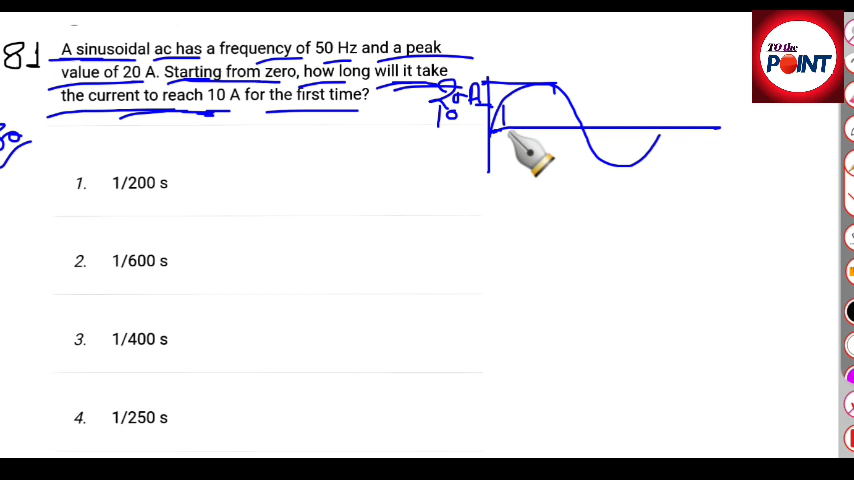 81
A sinusoidal ac has a frequency of 50 Hz and a peak
value of 20 A. Starting from zero, how long will it take
the current to reach 10 A for the first time?
20 A
10
1. 1/200 s
2. 1/600 s
3. 1/400 s
4. 1/250 s
TO the
POINT